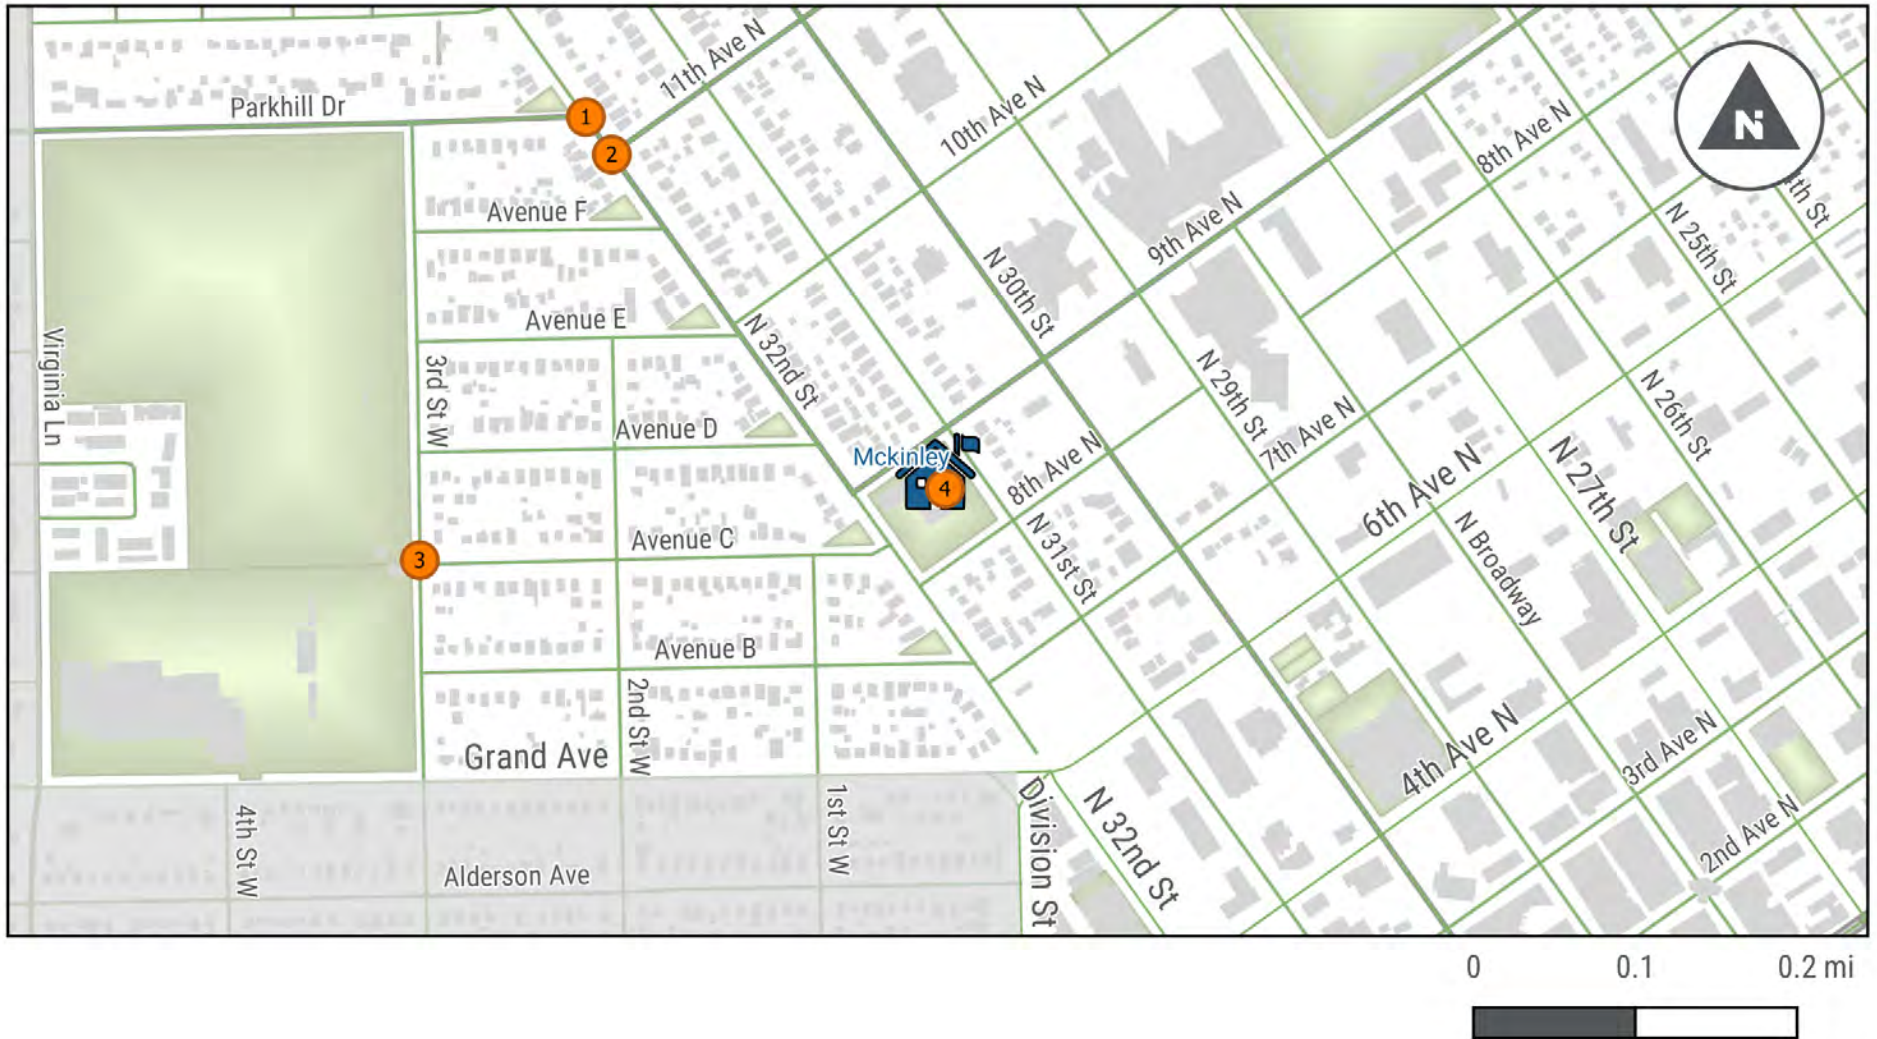 11th Ave N
Parkhill Dr
1
2
10th Ave N
8th Ave N
N
4th St
Avenue F
9th Ave N
N 25th St
N 30th St
Avenue E
N 32nd St
Virginia Ln
3rd St W
N 29th St
N 26th St
Avenue D
7th Ave N
Mckinley
4
8th Ave N
6th Ave N
N 27th St
Avenue C
N 31st St
N Broadway
3
Avenue B
2nd St W
Grand Ave
4th Ave N
3rd Ave N
4th St W
1st St W
Division St
N 32nd St
2nd Ave N
Alderson Ave
0 0.1 0.2 mi